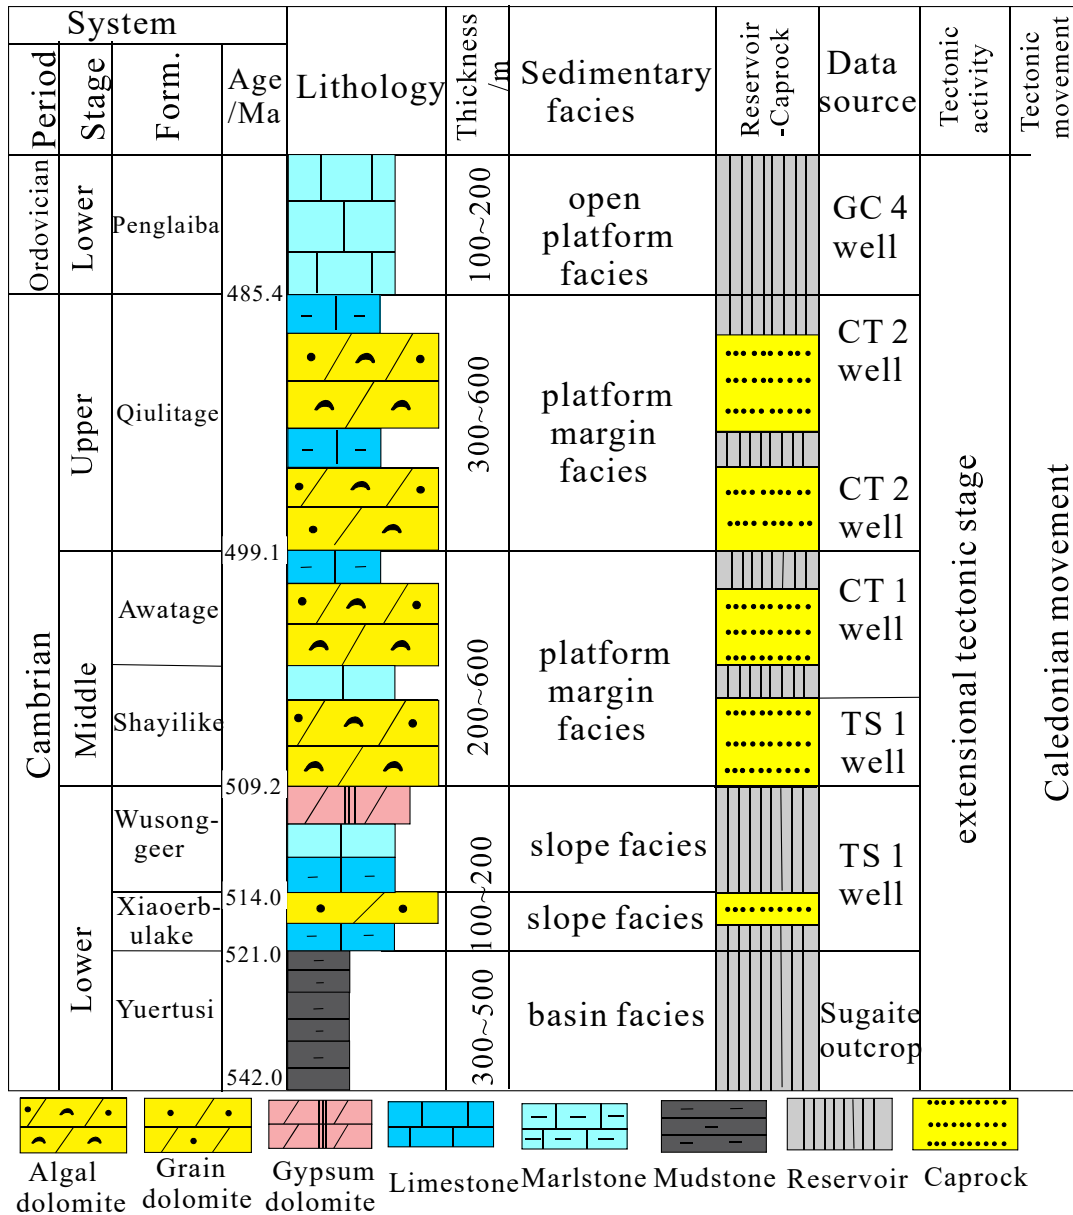 System
Period
Stage
Form.
Age
/Ma
Lithology
Thickness
/m
Sedimentary
facies
Reservoir
-Caprock
Data
source
Tectonic
activity
Tectonic
movement
Ordovician
Lower
Penglaiba
100~200
open
platform
facies
GC 4
well
485.4
Cambrian
Upper
Qiulitage
300~600
platform
margin
facies
CT 2
well
CT 2
well
499.1
Middle
Awatage
Shayilike
200~600
platform
margin
facies
CT 1
well
TS 1
well
509.2
Lower
Wusong-
geer
slope facies
514.0
Xiaoerb-
ulake
100~200
slope facies
TS 1
well
521.0
Yuertusi
300~500
basin facies
Sugaite
outcrop
542.0
extensional tectonic stage
Caledonian movement
Algal
dolomite
Grain
dolomite
Gypsum
dolomite
Limestone
Marlstone
Mudstone
Reservoir
Caprock